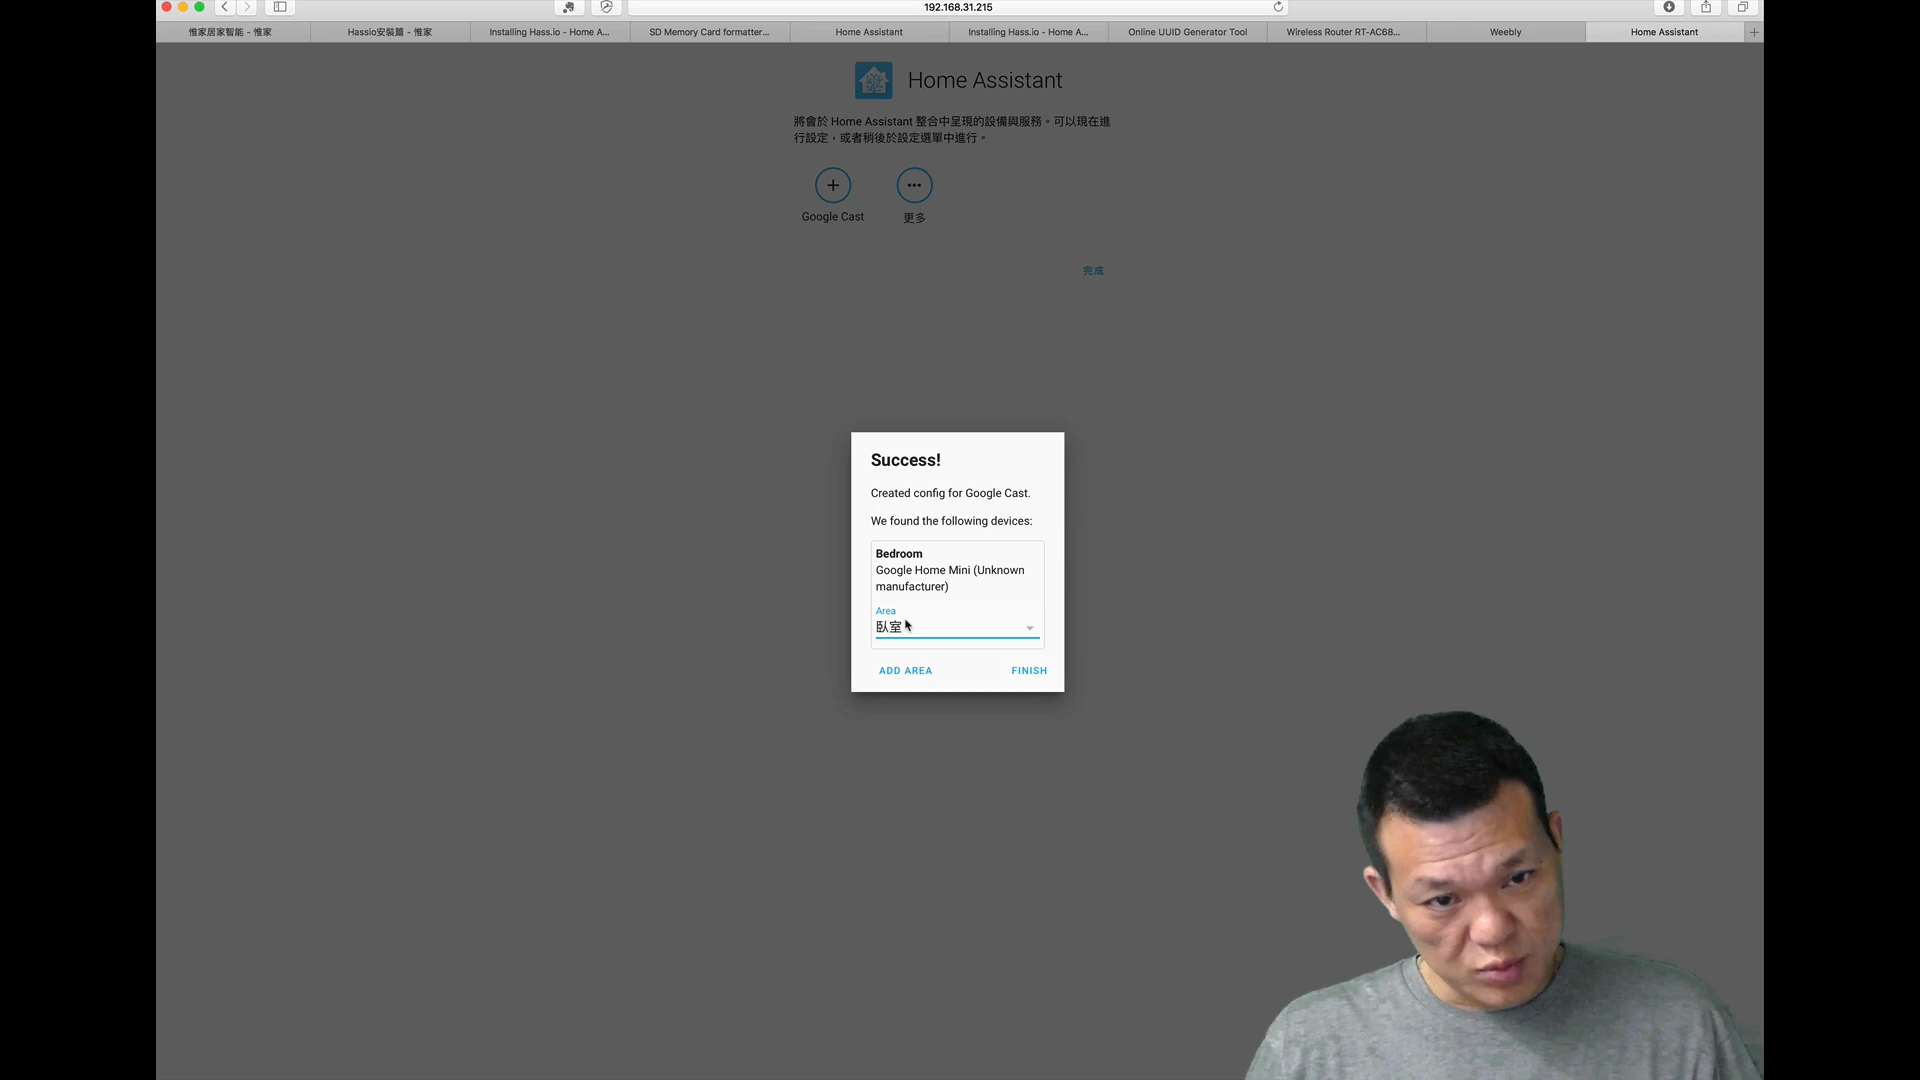 192.168.31.215
惟家居家智能 - 惟家
Hassio安裝篇 - 惟家
Installing Hass.io - Home A...
SD Memory Card formatter...
Home Assistant
Installing Hass.io - Home A...
Online UUID Generator Tool
Wireless Router RT-AC68...
Weebly
Home Assistant
Home Assistant
將會於 Home Assistant 整合中呈現的設備與服務。可以現在進
行設定，或者稍後於設定選單中進行。
Google Cast
更多
完成
Success!
Created config for Google Cast.
We found the following devices:
Bedroom
Google Home Mini (Unknown
manufacturer)
Area
臥室
ADD AREA
FINISH